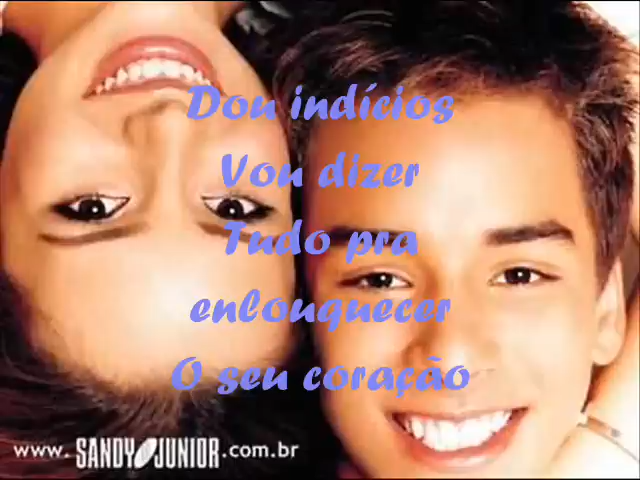 Dou indícios
Vou dizer
Tudo pra
enlouquecer
O seu coração
www.SANDY JUNIOR.com.br